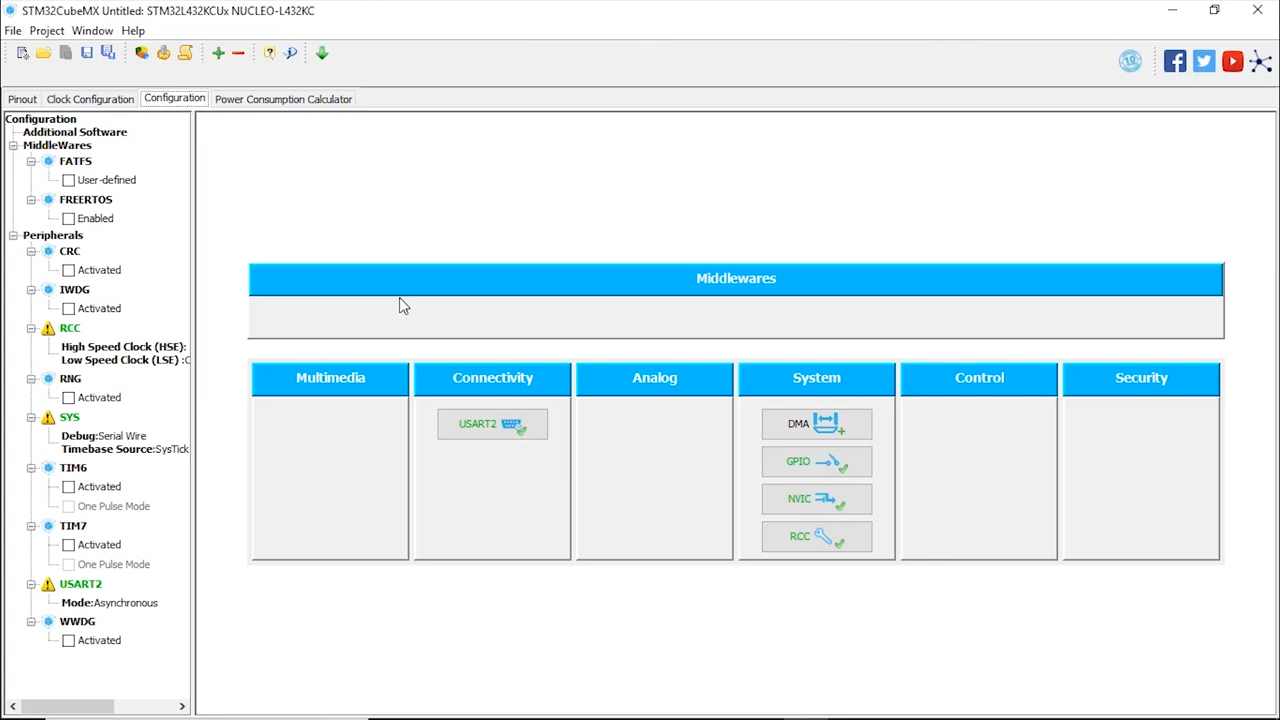 STM32CubeMX Untitled: STM32L432KCUx NUCLEO-L432KC
File Project Window Help
19
Pinout Clock Configuration Configuration Power Consumption Calculator
Configuration
Additional Software
MiddleWares
FATFS
User-defined
FREERTOS
Enabled
Peripherals
CRC
Activated
IWDG
Activated
RCC
High Speed Clock (HSE):
Low Speed Clock (LSE) :C
RNG
Activated
SYS
Debug:Serial Wire
Timebase Source:SysTick
TIM6
Activated
One Pulse Mode
TIM7
Activated
One Pulse Mode
USART2
Mode:Asynchronous
WWDG
Activated
Middlewares
Multimedia Connectivity Analog System Control Security
USART2 DMA
GPIO
NVIC
RCC